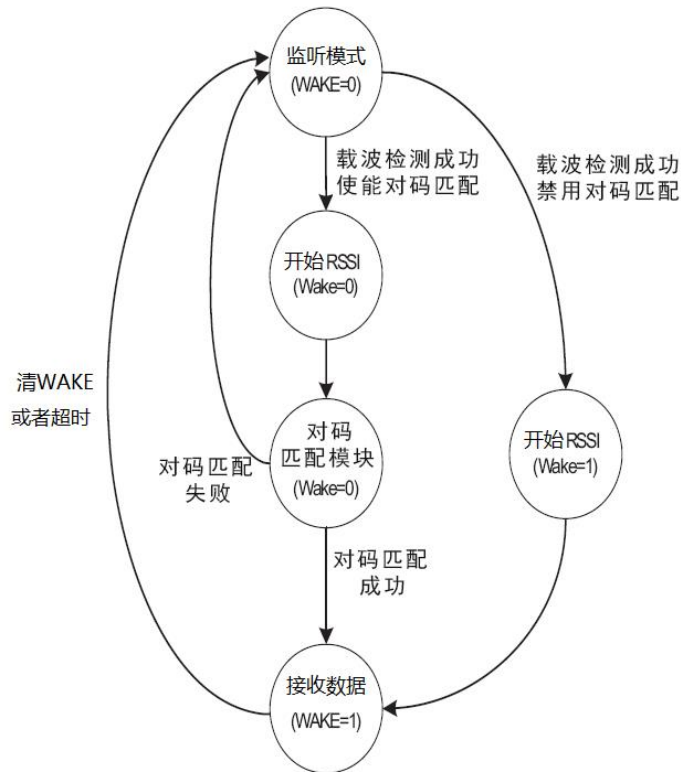 监听模式
(WAKE=0)
载波检测成功
使能对码匹配
载波检测成功
禁用对码匹配
开始RSSI
(Wake=0)
清WAKE
或者超时
对码
匹配模块
(Wake=0)
开始RSSI
(Wake=1)
对码匹配
失败
对码匹配
成功
接收数据
(WAKE=1)